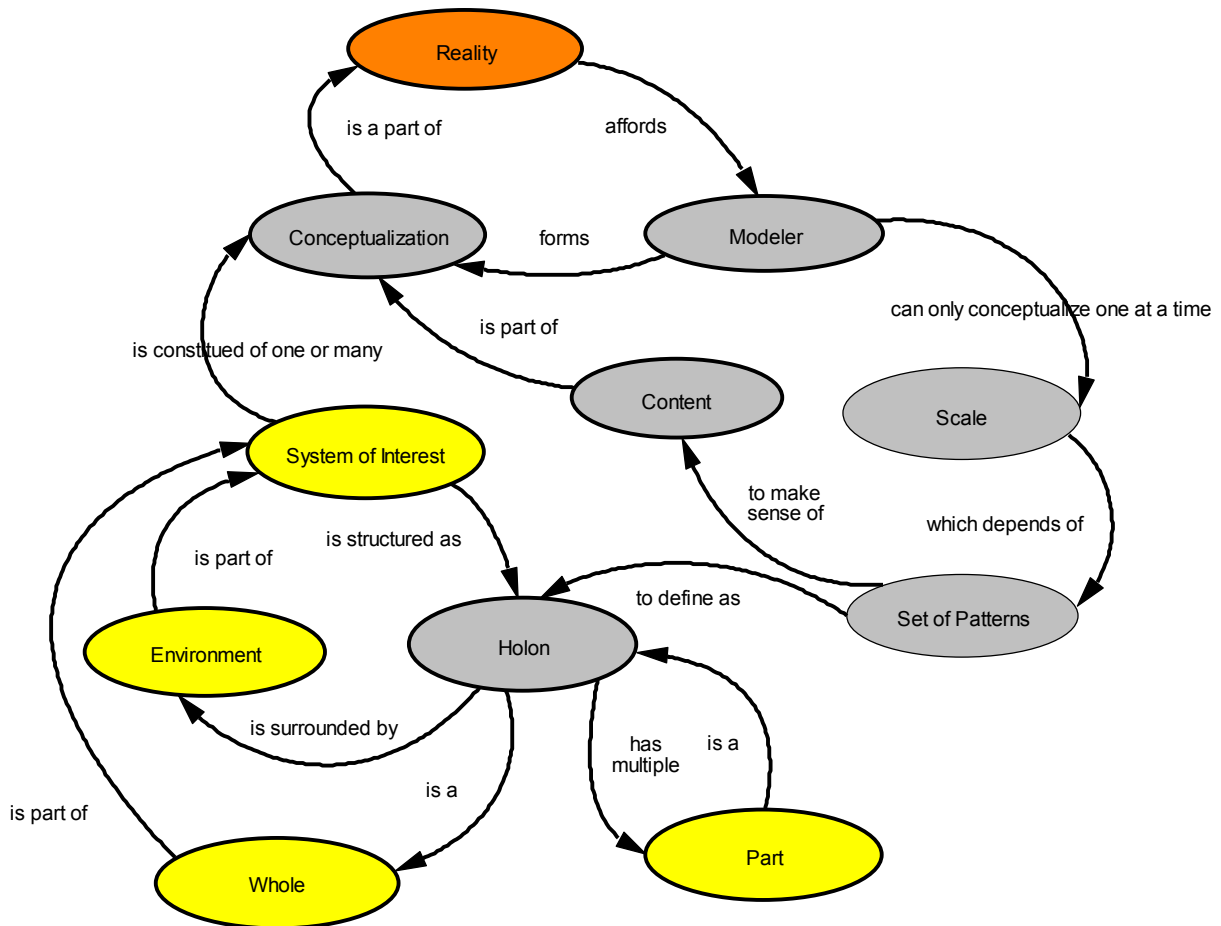 Reality
is a part of
affords
Conceptualization
forms
Modeler
can only conceptualize one at a time
is part of
is constitued of one or many
Content
Scale
System of Interest
to make
sense of
which depends of
is structured as
is part of
to define as
Set of Patterns
Environment
Holon
is surrounded by
has
multiple
is a
is a
is part of
Part
Whole